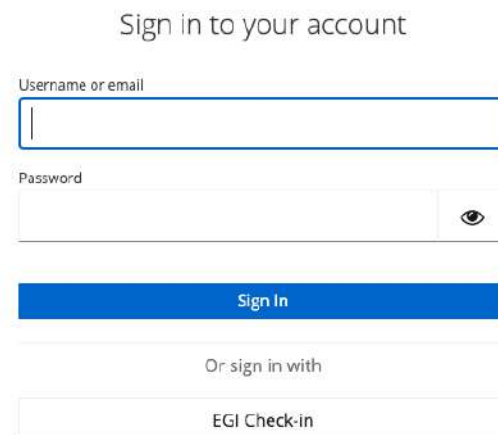 Sign in to your account
Username or email
Password
Sign In
Or sign in with
EGI Check-in